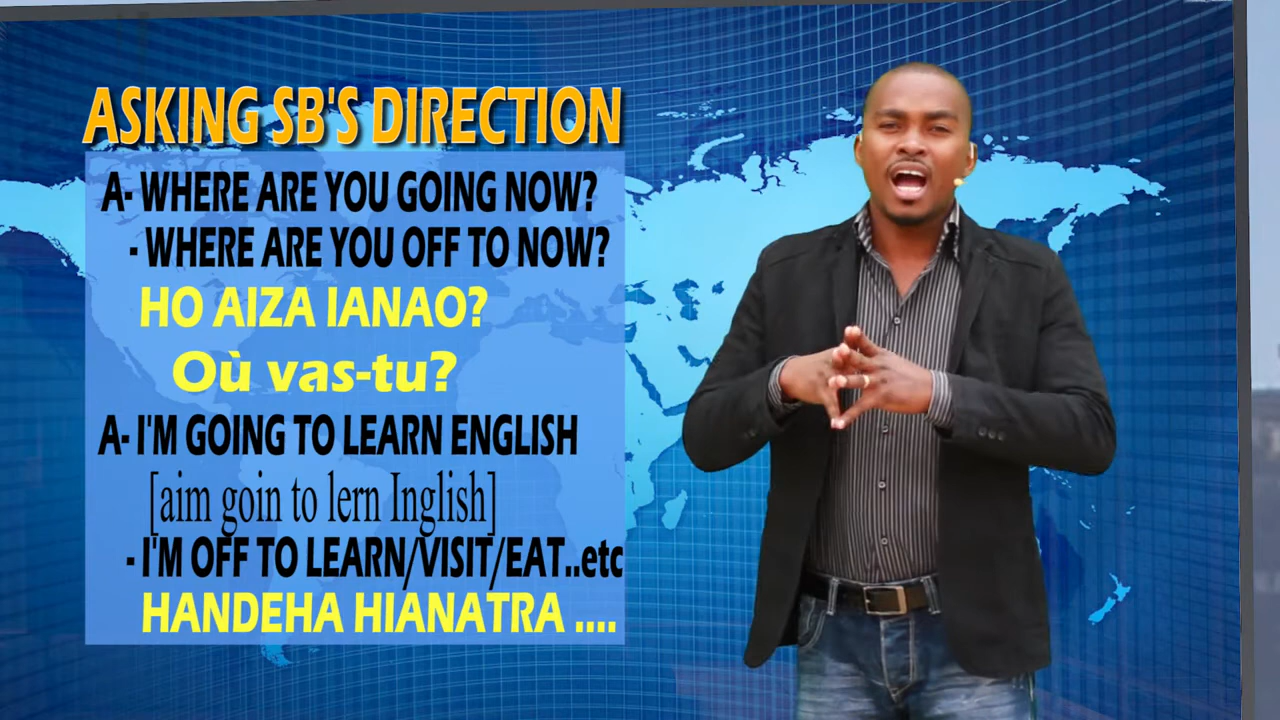 ASKING SB'S DIRECTION
A- WHERE ARE YOU GOING NOW?
- WHERE ARE YOU OFF TO NOW?
HO AIZA IANAO?
Où vas-tu?
A- I'M GOING TO LEARN ENGLISH
[aim goin to lern Inglish]
- I'M OFF TO LEARN/VISIT/EAT..etc
HANDEHA HIANATRA ....